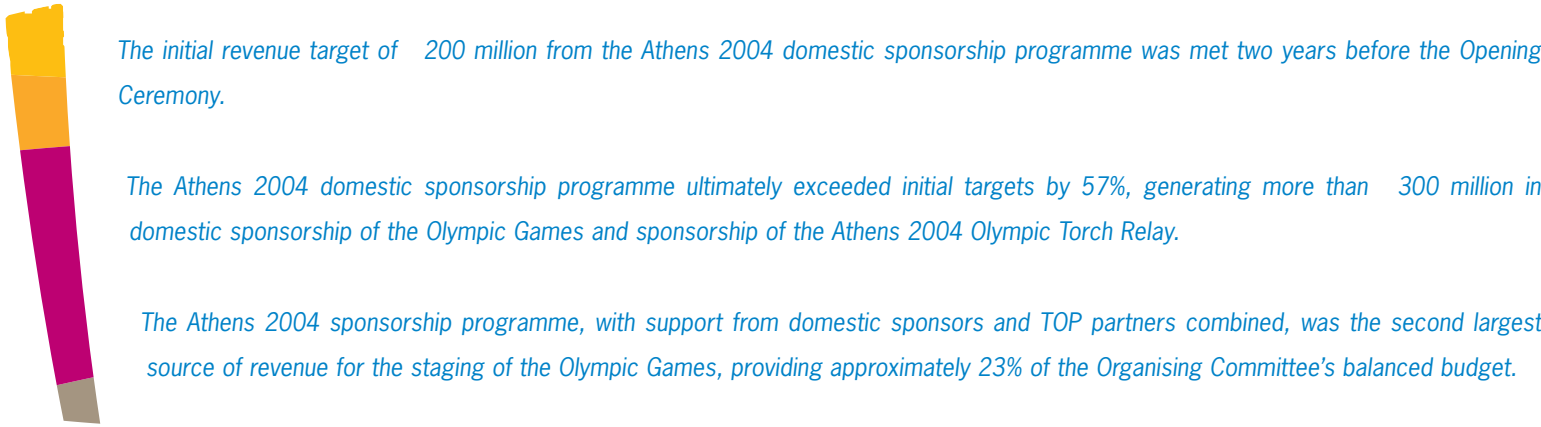 The initial revenue target of 200 million from the Athens 2004 domestic sponsorship programme was met two years before the Opening
Ceremony.
The Athens 2004 domestic sponsorship programme ultimately exceeded initial targets by 57%, generating more than 300 million in
domestic sponsorship of the Olympic Games and sponsorship of the Athens 2004 Olympic Torch Relay.
The Athens 2004 sponsorship programme, with support from domestic sponsors and TOP partners combined, was the second largest
source of revenue for the staging of the Olympic Games, providing approximately 23% of the Organising Committee’s balanced budget.